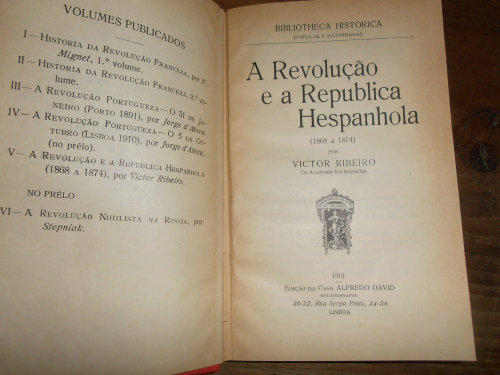 VOLUMES PUBLICADOS
I—HISTORIA DA REVOLUÇÃO FRANCEZA, por F.
Mignet, 1.º volume.
II—HISTORIA DA REVOLUÇÃO FRANCEZA, 2.º vo-
lume.
III—A REVOLUÇÃO PORTUGUEZA—O 31 DE JA-
NEIRO (PORTO 1891), por Jorge d'Abreu.
IV—A REVOLUÇÃO PORTUGUEZA—O 5 DE OU-
TUBRO (LISBOA 1910), por Jorge d'Abreu.
(no prélo).
V—A REVOLUÇÃO E A REPUBLICA HESPANHOLA
(1868 a 1874), por Victor Ribeiro.
NO PRÉLO
VI—A REVOLUÇÃO NIHILISTA NA RUSSIA, por
Stepniak.
BIBLIOTHECA HISTORICA
(POPULAR E ILLUSTRADA)
A Revolução
e a Republica
Hespanhola
(1868 a 1874)
POR
VICTOR RIBEIRO
Da Academia das Sciencias
1912
EDIÇÃO DA CASA ALFREDO DAVID
ENCADERNADOR
30-32, Rua Serpa Pinto, 34-36
LISBOA